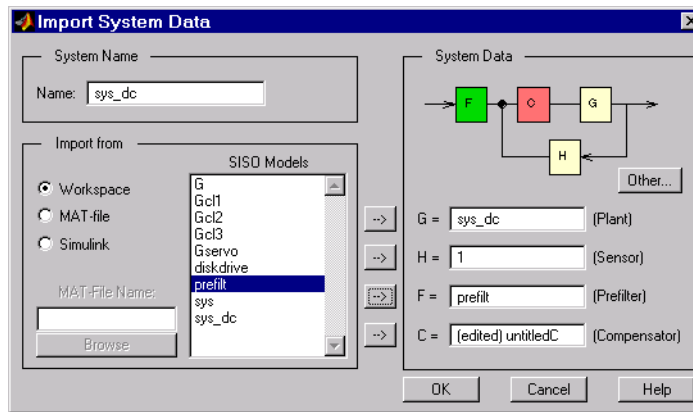 Import System Data
System Name
Name: sys_dc
Import from
Workspace
MAT-file
Simulink
MAT-File Name:
Browse
SISO Models
G
Gcl1
Gcl2
Gcl3
Gservo
diskdrive
prefilt
sys
sys_dc
-->
-->
-->
-->
System Data
F
C
G
H
Other...
G = sys_dc (Plant)
H = 1 (Sensor)
F = prefilt (Prefilter)
C = (edited) untitledC (Compensator)
OK Cancel Help